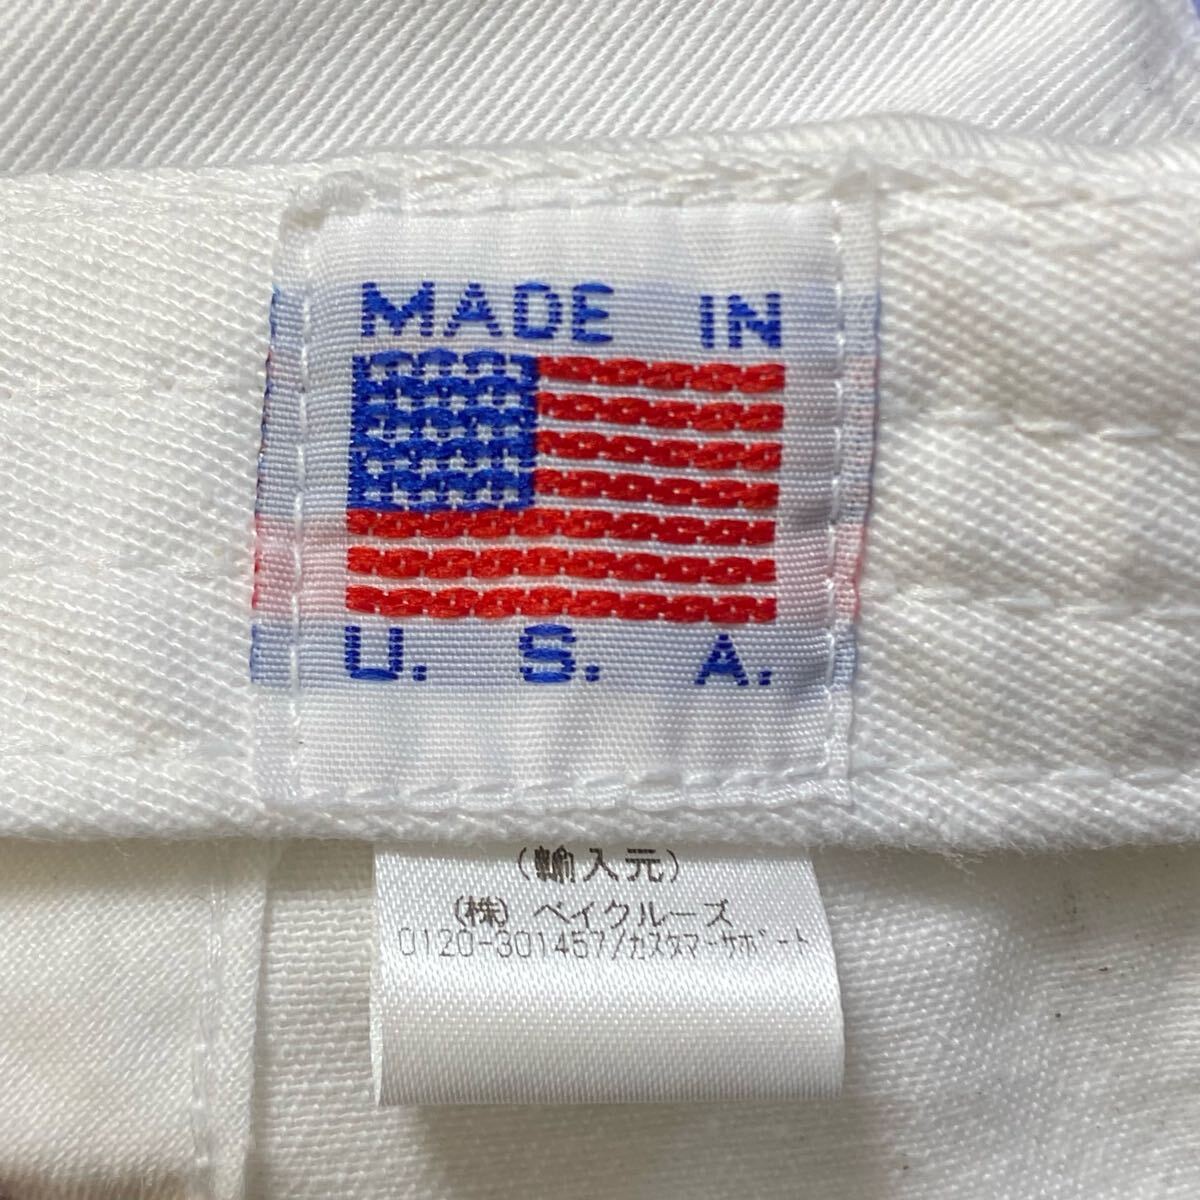 MADE IN
U. S. A.
(輸入元)
(株) ベイクルーズ
0120-301457/ｶｽﾀﾏｰｻﾎﾟｰﾄ